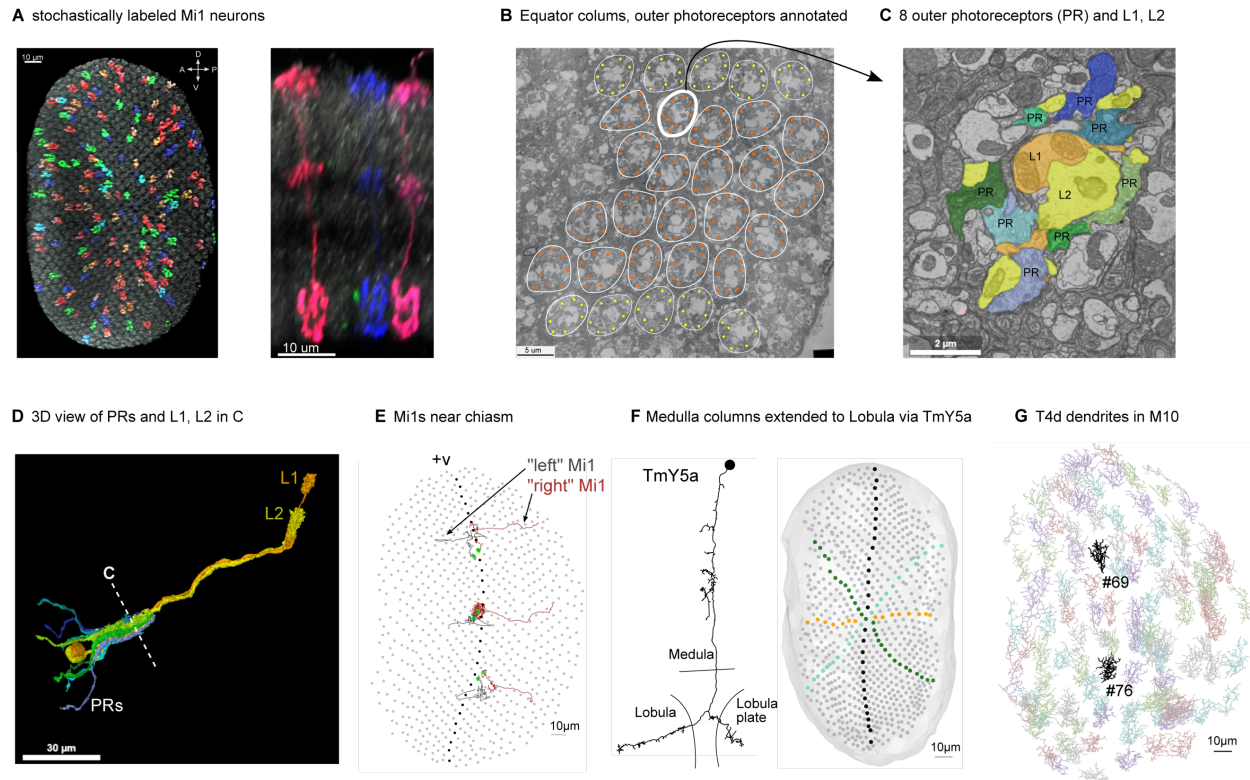 A stochastically labeled Mi1 neurons
10 µm
D
A P
V
10 µm
B Equator colums, outer photoreceptors annotated
5 um
C 8 outer photoreceptors (PR) and L1, L2
PR
PR
PR
L1
PR
L2
PR
PR
PR
PR
2 µm
D 3D view of PRs and L1, L2 in C
L1
L2
C
PRs
30 µm
E Mi1s near chiasm
+v
"left" Mi1
"right" Mi1
10µm
F Medulla columns extended to Lobula via TmY5a
TmY5a
Medula
Lobula
Lobula
plate
10µm
G T4d dendrites in M10
#69
#76
10µm